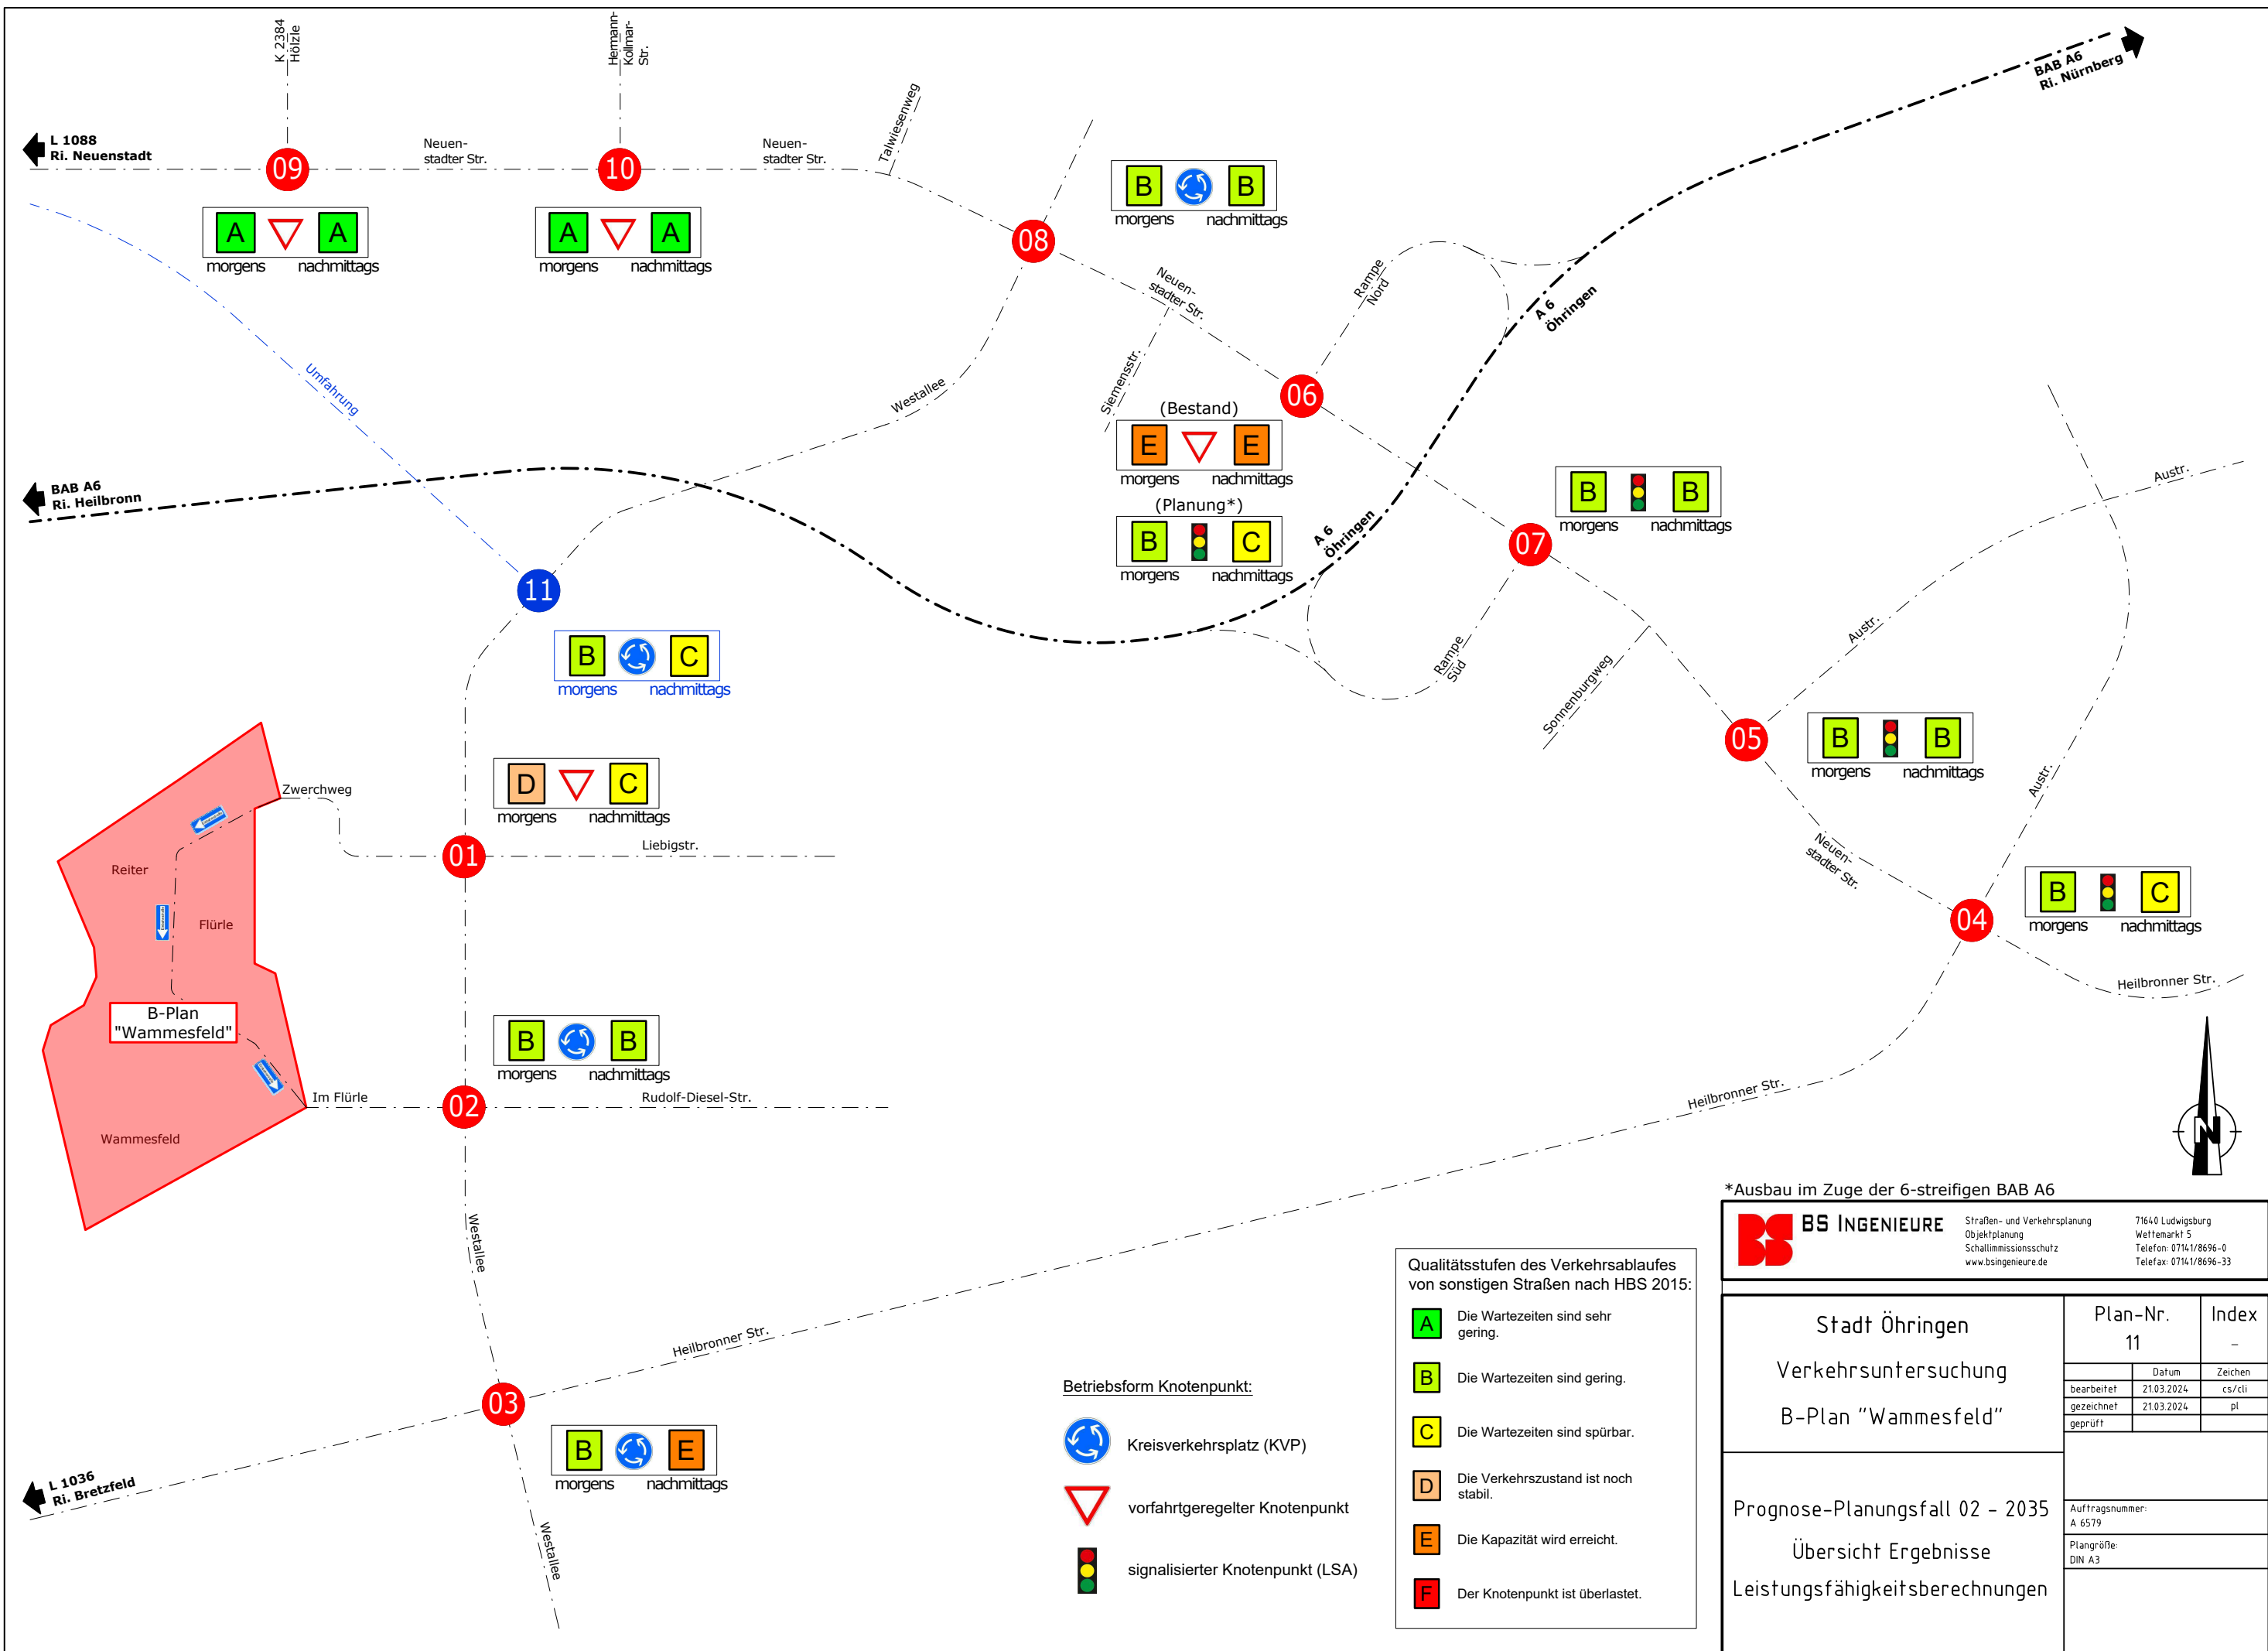 K 2384
Hölzle
Hermann-
Kollmar-
Str.
BAB A6
Ri. Nürnberg
L 1088
Ri. Neuenstadt
Neuen-
stadter Str.
Neuen-
stadter Str.
Talwiesenweg
09
10
A
A
morgens
nachmittags
A
A
morgens
nachmittags
B
B
morgens
nachmittags
08
Neuen-
stadter Str.
Rampe
Nord
A 6
Öhringen
Umfahrung
Westallee
Siemensstr.
06
(Bestand)
E
E
morgens
nachmittags
(Planung*)
B
C
morgens
nachmittags
A 6
Öhringen
BAB A6
Ri. Heilbronn
B
B
morgens
nachmittags
07
Austr.
11
B
C
morgens
nachmittags
Rampe
Süd
Sonnenburgweg
Austr.
05
B
B
morgens
nachmittags
Austr.
D
C
morgens
nachmittags
Zwerchweg
01
Liebigstr.
Reiter
Flürle
Neuen-
stadter Str.
B
C
morgens
nachmittags
04
Heilbronner Str.
B-Plan
"Wammesfeld"
B
B
morgens
nachmittags
Im Flürle
02
Rudolf-Diesel-Str.
Wammesfeld
Heilbronner Str.
N
Westallee
Heilbronner Str.
03
B
E
morgens
nachmittags
L 1036
Ri. Bretzfeld
Westallee
Betriebsform Knotenpunkt:
Kreisverkehrsplatz (KVP)
vorfahrtgeregelter Knotenpunkt
signalisierter Knotenpunkt (LSA)
Qualitätsstufen des Verkehrsablaufes
von sonstigen Straßen nach HBS 2015:
A
Die Wartezeiten sind sehr
gering.
B
Die Wartezeiten sind gering.
C
Die Wartezeiten sind spürbar.
D
Die Verkehrszustand ist noch
stabil.
E
Die Kapazität wird erreicht.
F
Der Knotenpunkt ist überlastet.
*Ausbau im Zuge der 6-streifigen BAB A6
BS INGENIEURE
Straßen- und Verkehrsplanung
Objektplanung
Schallimmissionsschutz
www.bsingenieure.de
71640 Ludwigsburg
Wettemarkt 5
Telefon: 07141/8696-0
Telefax: 07141/8696-33
Stadt Öhringen
Verkehrsuntersuchung
B-Plan "Wammesfeld"
Plan-Nr.
11
Index
-
Datum
Zeichen
bearbeitet
21.03.2024
cs/cli
gezeichnet
21.03.2024
pl
geprüft
Prognose-Planungsfall 02 - 2035
Übersicht Ergebnisse
Leistungsfähigkeitsberechnungen
Auftragsnummer:
A 6579
Plangröße:
DIN A3